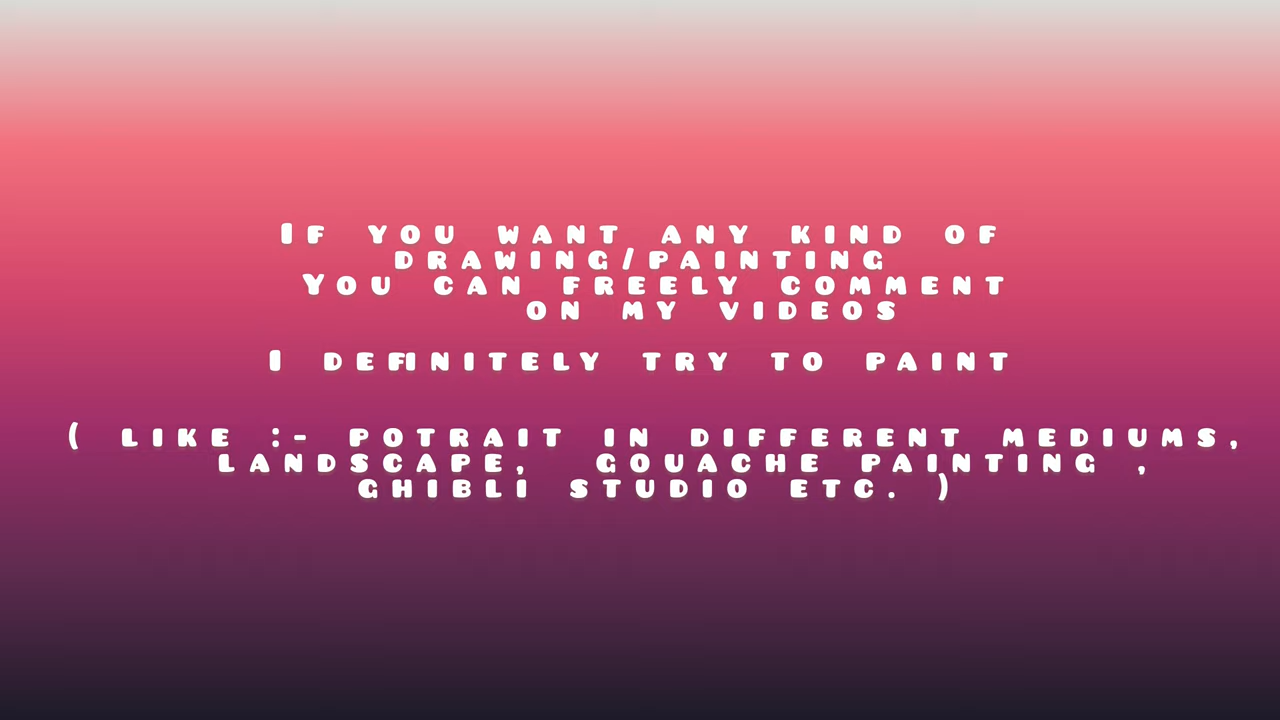 If you want any kind of
drawing/painting
You can freely comment
on my videos
I definitely try to paint
( like :- potrait in different mediums,
landscape, gouache painting ,
ghibli studio etc. )